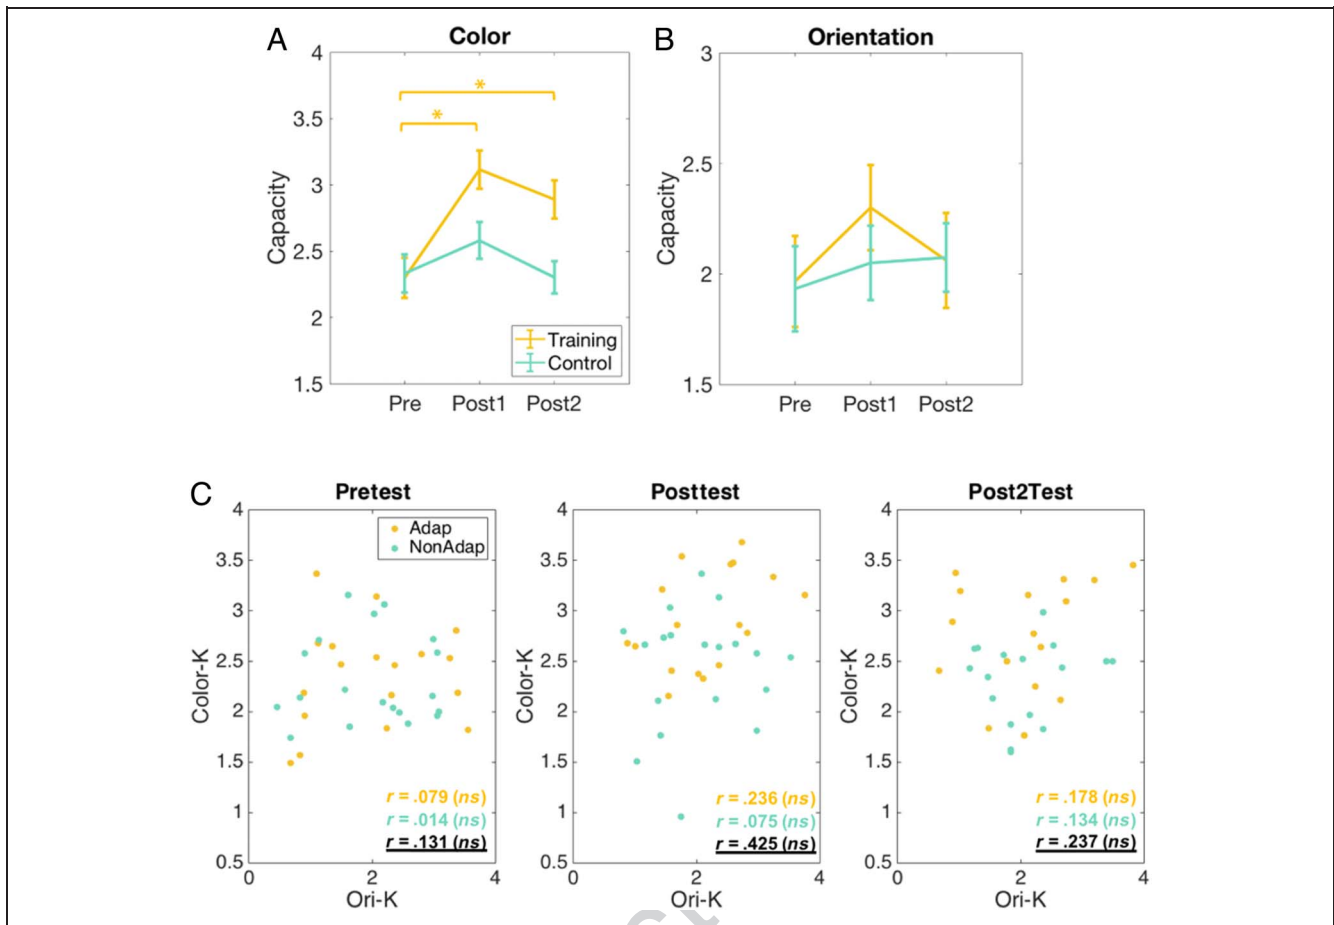 A
Color
4
3.5
3
2.5
2
1.5
Capacity
*
*
Training
Control
Pre Post1 Post2
B
Orientation
3
2.5
2
1.5
Capacity
Pre Post1 Post2
C
Pretest
4
3.5
3
2.5
2
1.5
1
0.5
Color-K
Adap
NonAdap
r = .079 (ns)
r = .014 (ns)
r = .131 (ns)
0 2 4
Ori-K
Posttest
4
3.5
3
2.5
2
1.5
1
0.5
Color-K
r = .236 (ns)
r = .075 (ns)
r = .425 (ns)
0 2 4
Ori-K
Post2Test
4
3.5
3
2.5
2
1.5
1
0.5
Color-K
r = .178 (ns)
r = .134 (ns)
r = .237 (ns)
0 2 4
Ori-K